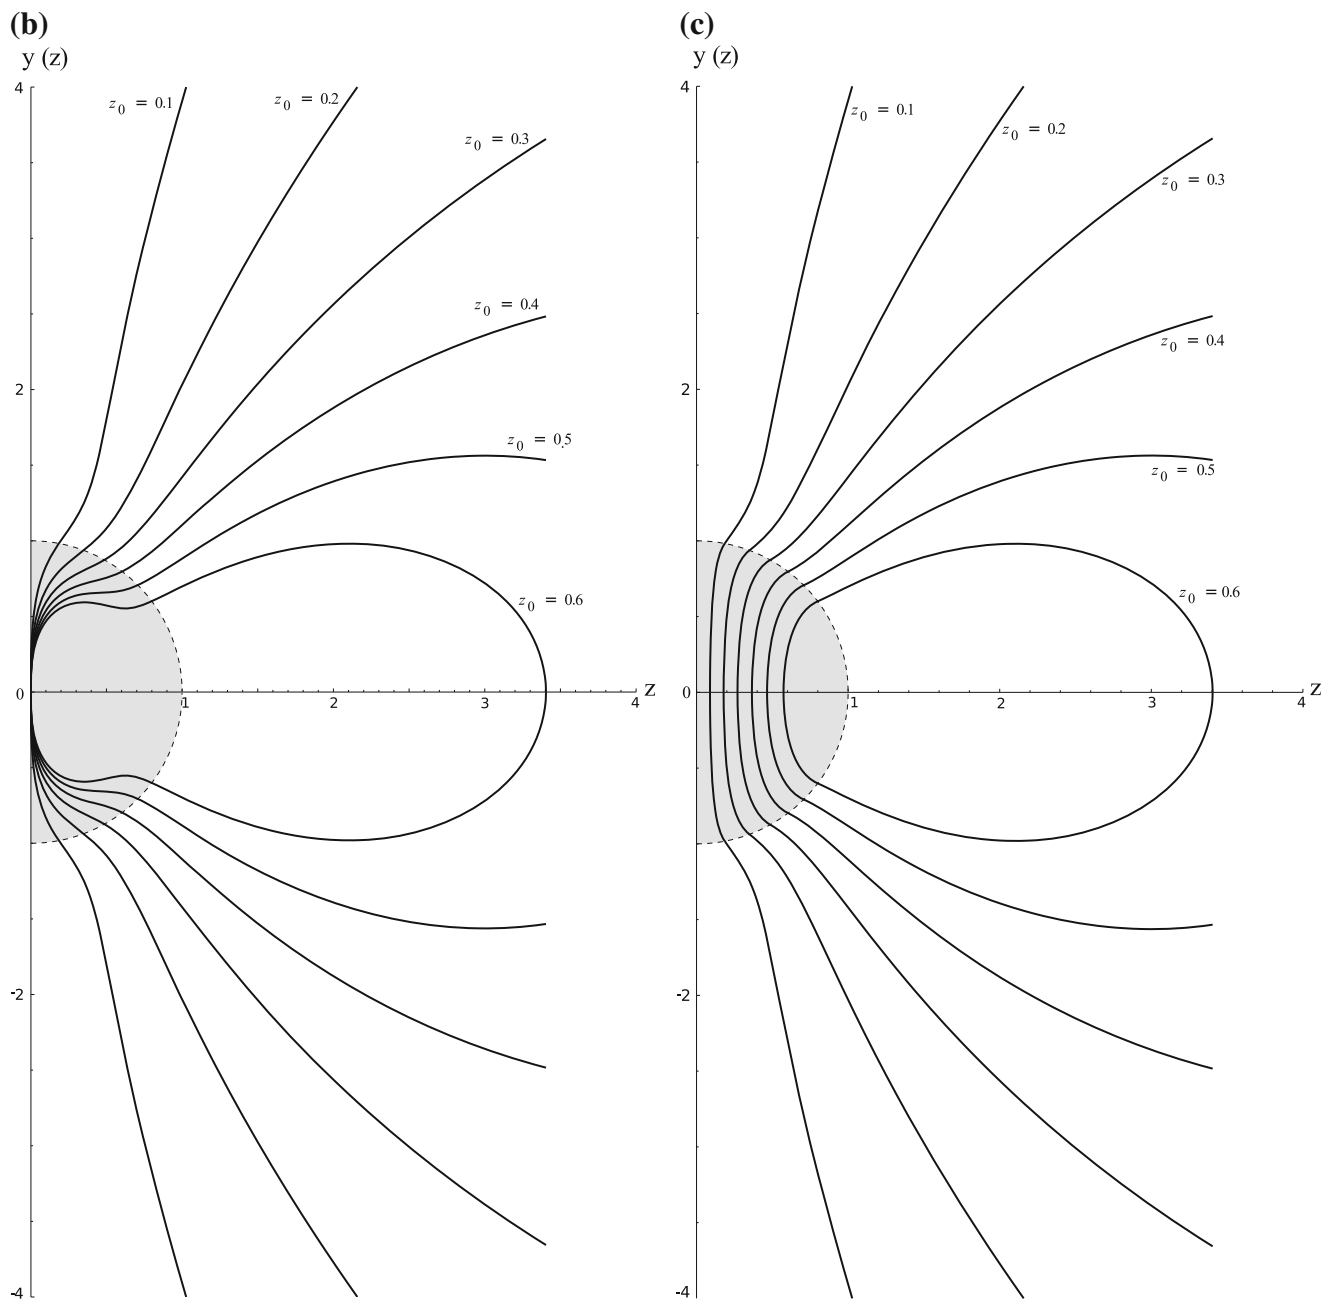 (b)
y (z)
4
z₀ = 0.1
z₀ = 0.2
z₀ = 0.3
z₀ = 0.4
2
z₀ = 0.5
z₀ = 0.6
0
1
2
3
4
z
-2
-4
(c)
y (z)
4
z₀ = 0.1
z₀ = 0.2
z₀ = 0.3
z₀ = 0.4
2
z₀ = 0.5
z₀ = 0.6
0
1
2
3
4
z
-2
-4